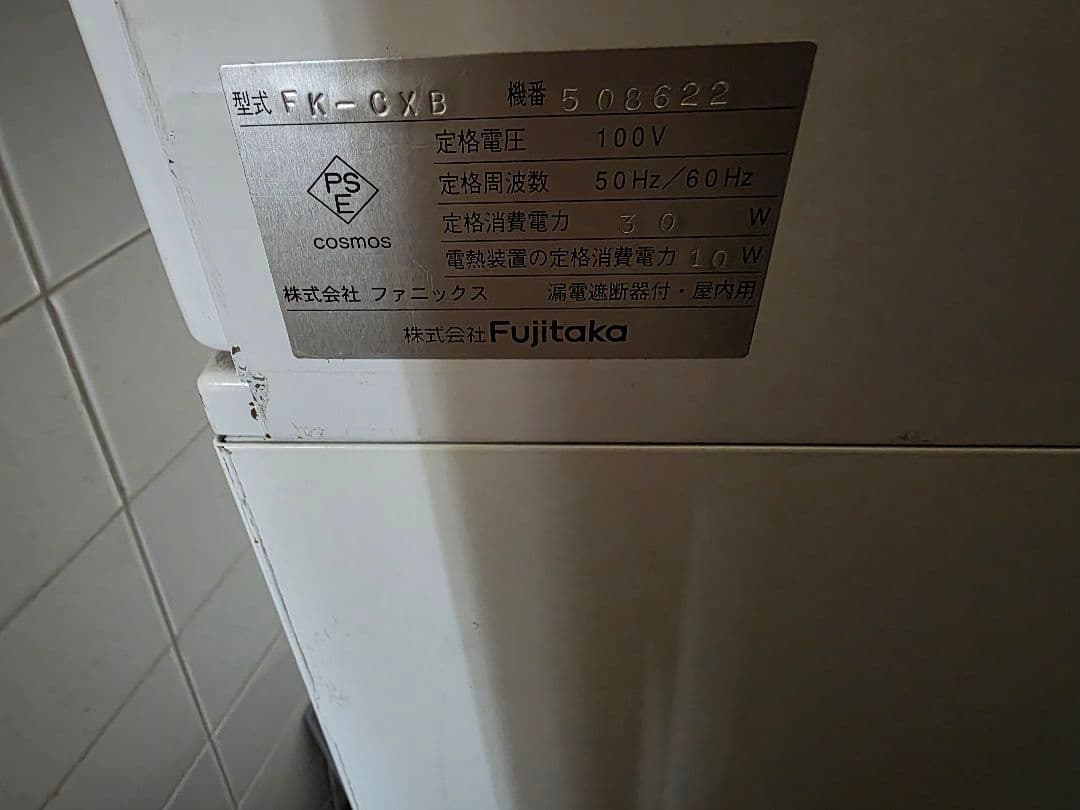 型式 FK-CXB 機番 508622
定格電圧 100V
定格周波数 50Hz/60Hz
PS
E
cosmos
定格消費電力 30 W
電熱装置の定格消費電力 10 W
株式会社 ファニックス 漏電遮断器付・屋内用
株式会社Fujitaka